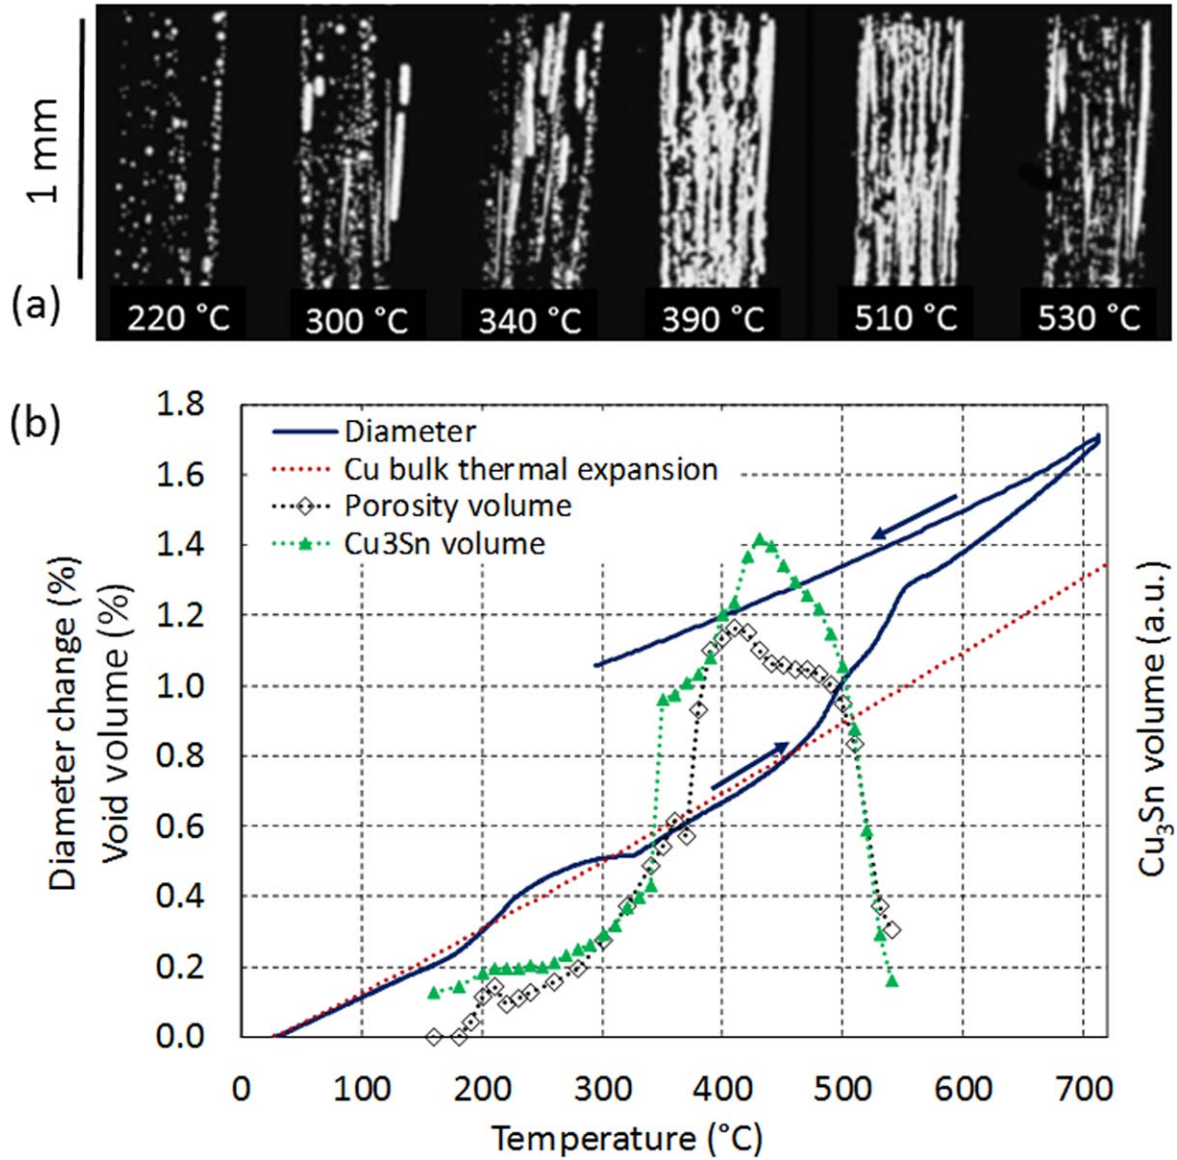 1 mm
(a)
220 °C
300 °C
340 °C
390 °C
510 °C
530 °C
(b)
Diameter
Cu bulk thermal expansion
Porosity volume
Cu3Sn volume
Diameter change (%)
Void volume (%)
1.8
1.6
1.4
1.2
1.0
0.8
0.6
0.4
0.2
0.0
Cu₃Sn volume (a.u.)
0 100 200 300 400 500 600 700
Temperature (°C)